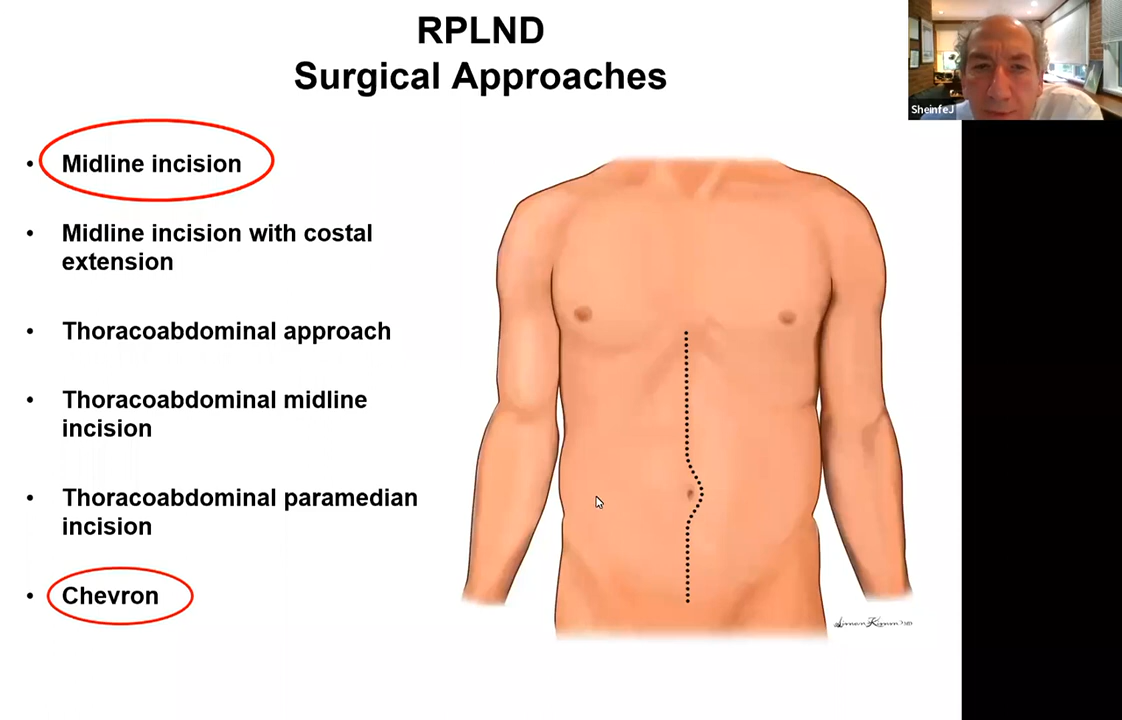 RPLND
Surgical Approaches
SheinfeJ
• Midline incision
• Midline incision with costal
extension
• Thoracoabdominal approach
• Thoracoabdominal midline
incision
• Thoracoabdominal paramedian
incision
• Chevron